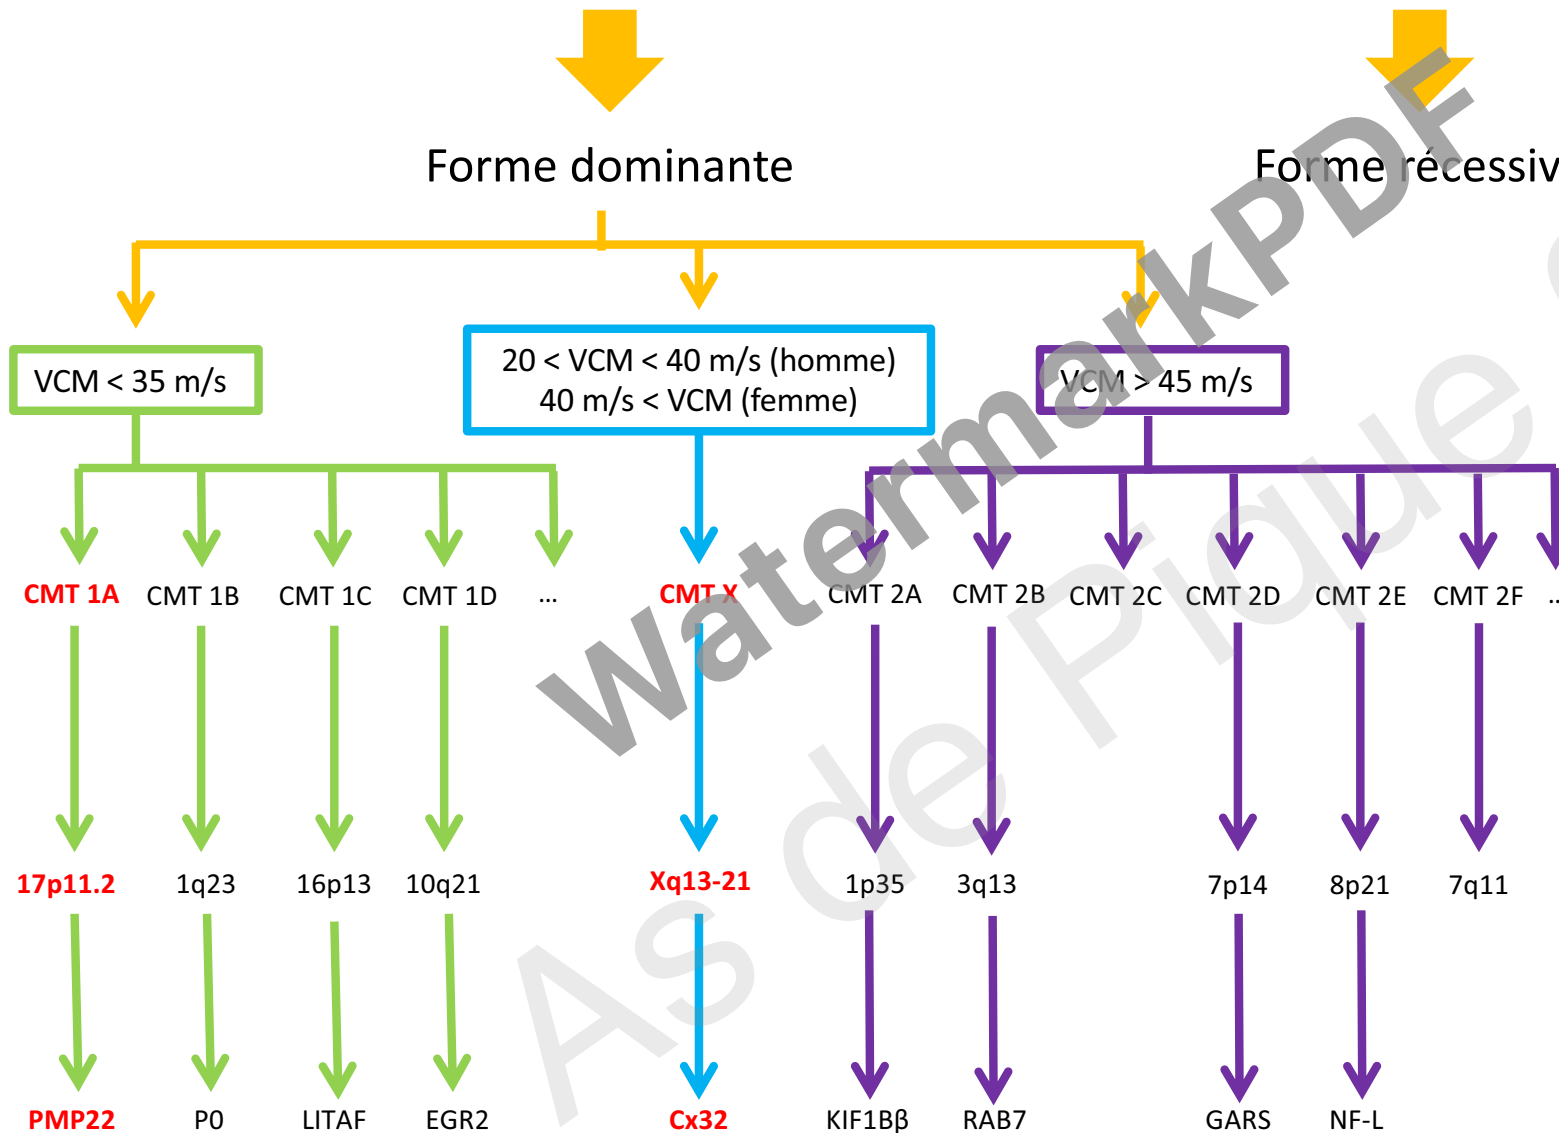 Forme dominante
Forme récessiv
VCM < 35 m/s
20 < VCM < 40 m/s (homme)
40 m/s < VCM (femme)
VCM > 45 m/s
CMT 1A CMT 1B CMT 1C CMT 1D ... CMT X CMT 2A CMT 2B CMT 2C CMT 2D CMT 2E CMT 2F ..
17p11.2 1q23 16p13 10q21 Xq13-21 1p35 3q13 7p14 8p21 7q11
PMP22 P0 LITAF EGR2 Cx32 KIF1Bβ RAB7 GARS NF-L
WatermarkPDF
As de Pique